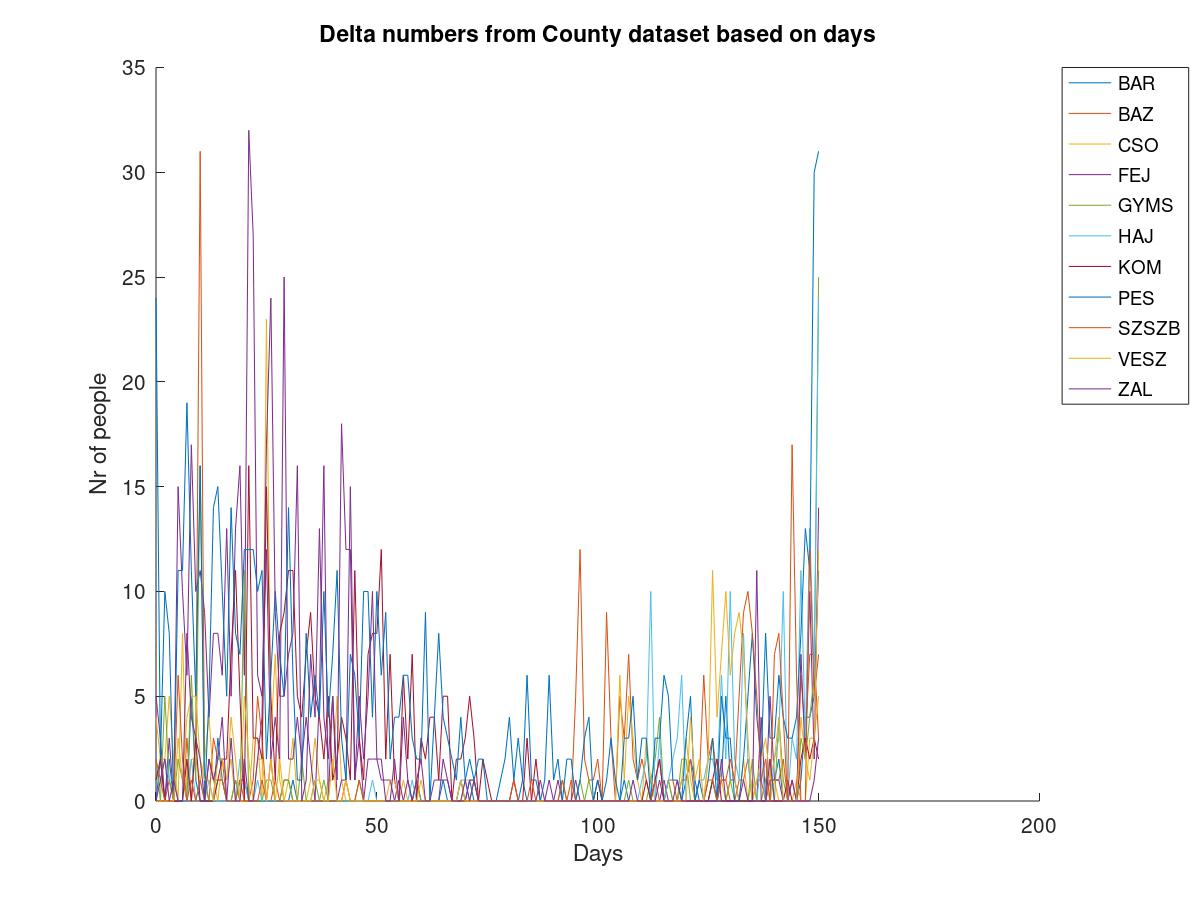 Delta numbers from County dataset based on days
35
30
25
20
15
10
5
0
Nr of people
0 50 100 150 200
Days
BAR
BAZ
CSO
FEJ
GYMS
HAJ
KOM
PES
SZSZB
VESZ
ZAL